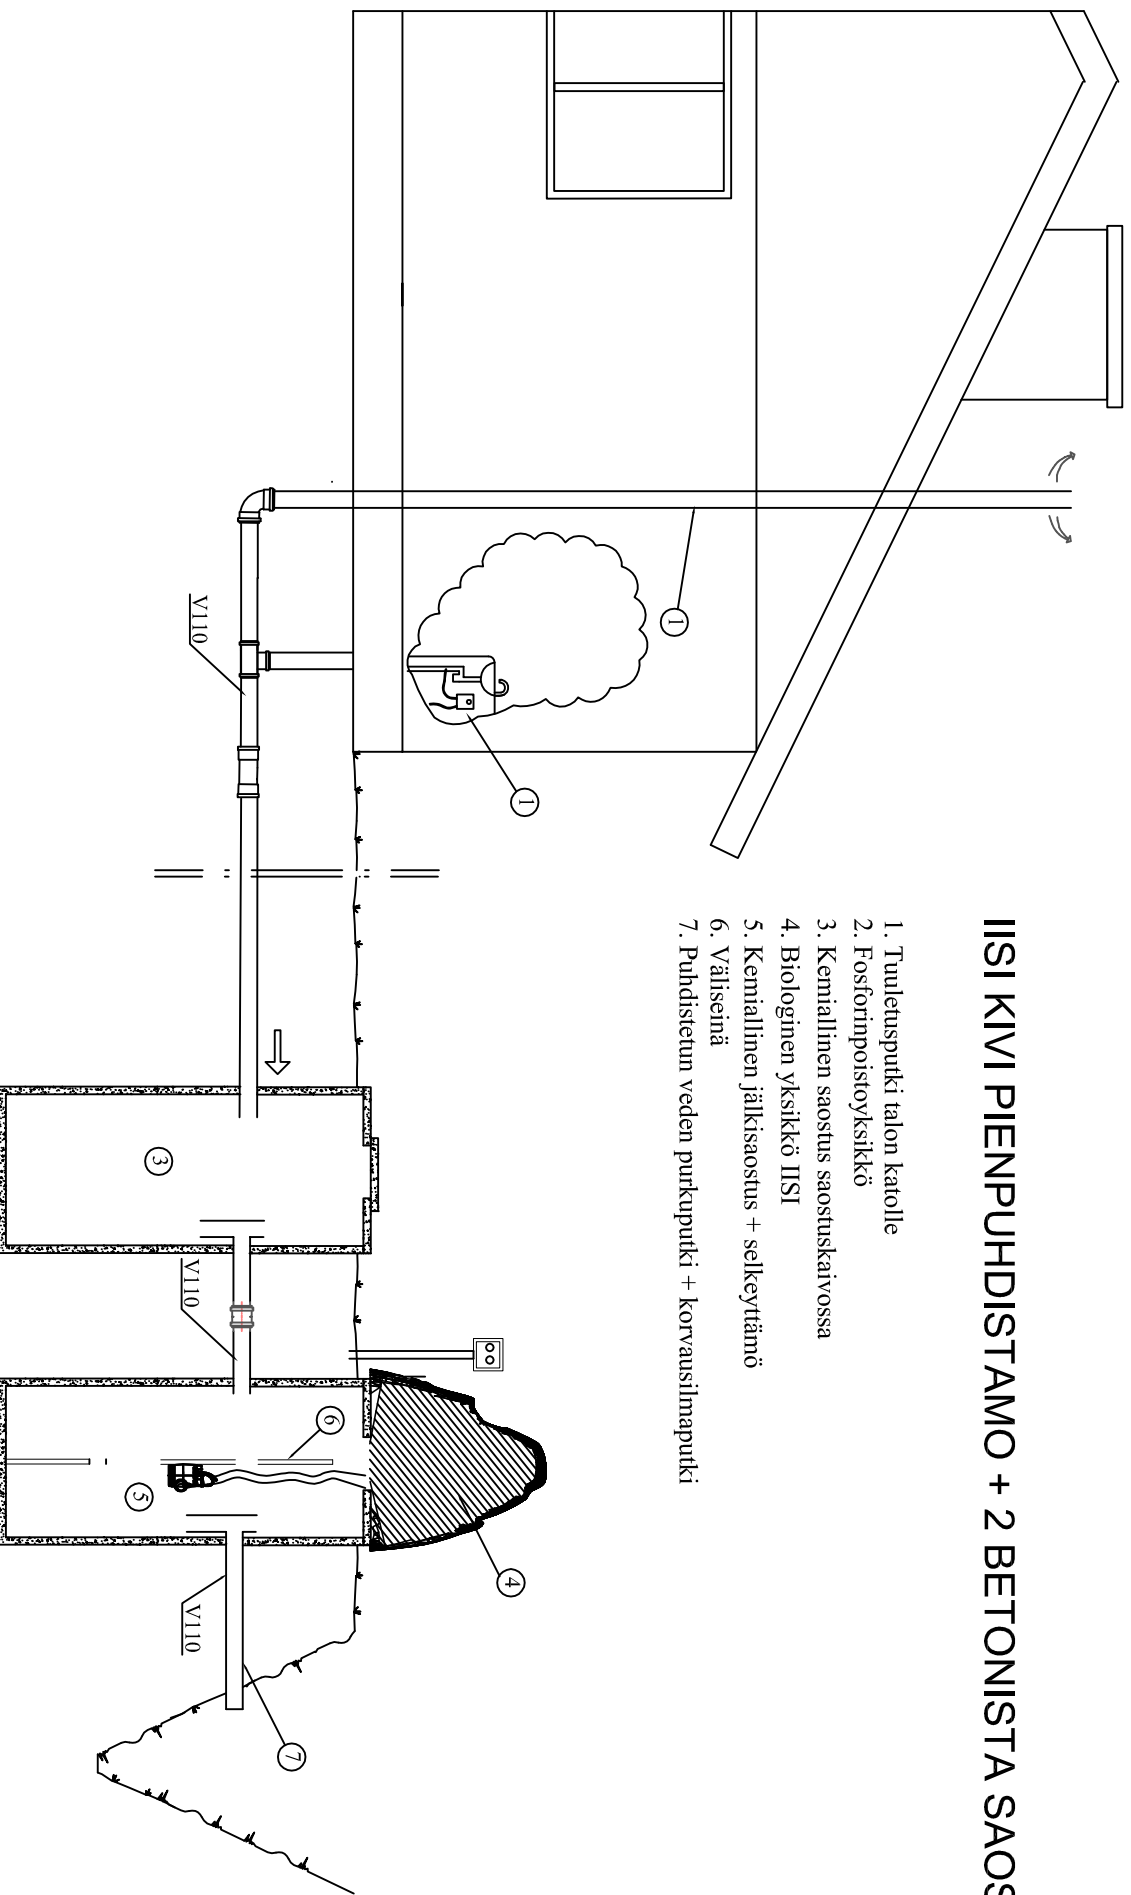 IISI KIVI PIENPUHDISTAMO + 2 BETONISTA SAOS
1. Tuuletusputki talon katolle
2. Fosforinpoistoyksikkö
3. Kemiallinen saostus saostuskaivossa
4. Biologinen yksikkö IISI
5. Kemiallinen jälkisaostus + selkeyttämö
6. Väliseinä
7. Puhdistetun veden purkuputki + korvausilmaputki
1
1
4
V110
3
V110
6
5
V110
7